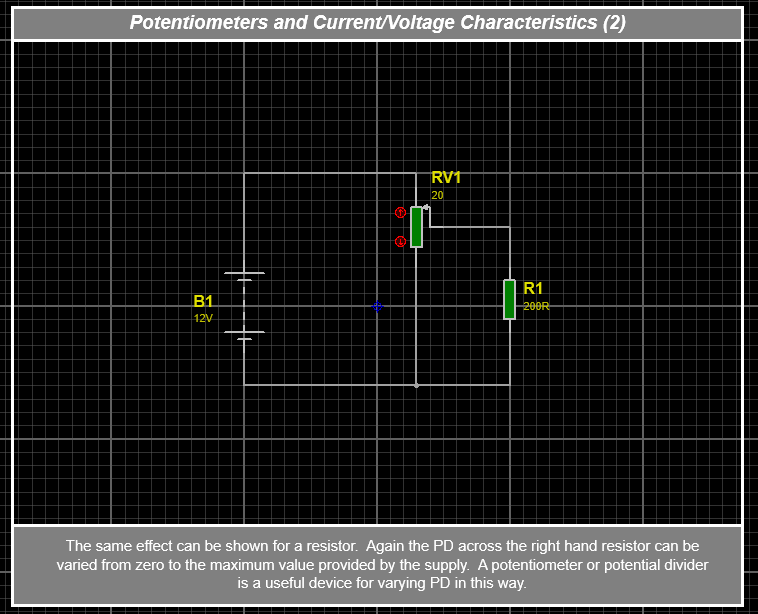 Potentiometers and Current/Voltage Characteristics (2)
RV1
20
B1
12V
R1
200R
The same effect can be shown for a resistor.  Again the PD across the right hand resistor can be
varied from zero to the maximum value provided by the supply.  A potentiometer or potential divider
is a useful device for varying PD in this way.